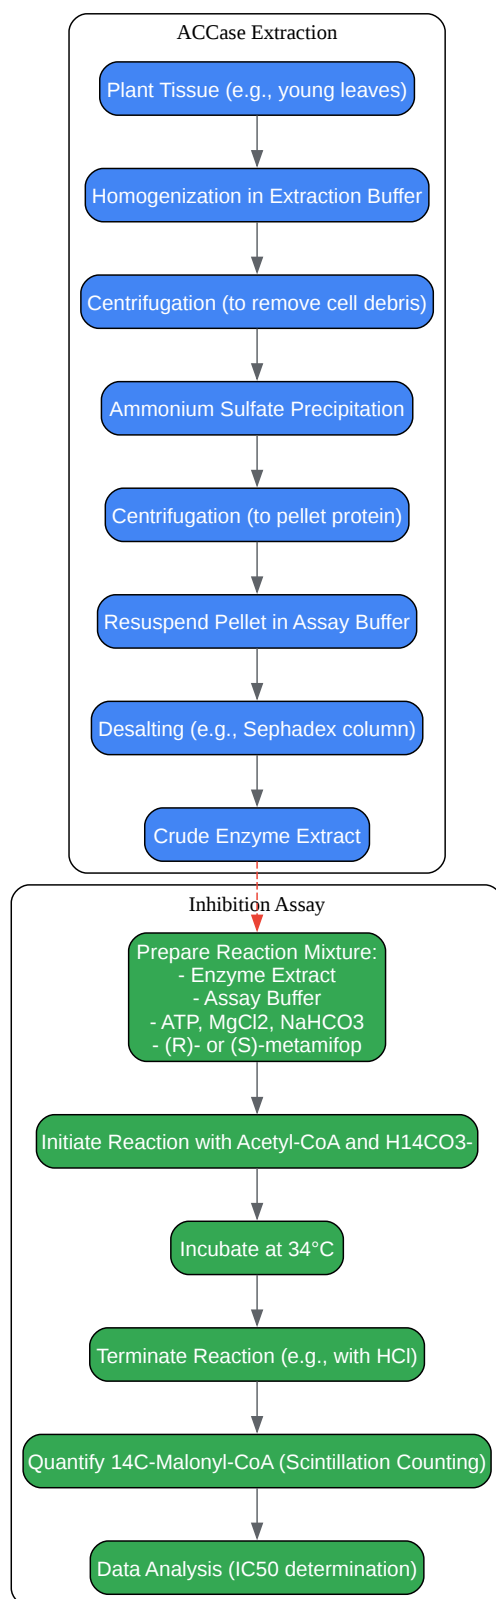 ACCase Extraction
Plant Tissue (e.g., young leaves)
Homogenization in Extraction Buffer
Centrifugation (to remove cell debris)
Ammonium Sulfate Precipitation
Centrifugation (to pellet protein)
Resuspend Pellet in Assay Buffer
Desalting (e.g., Sephadex column)
Crude Enzyme Extract
Inhibition Assay
Prepare Reaction Mixture:
- Enzyme Extract
- Assay Buffer
- ATP, MgCl2, NaHCO3
- (R)- or (S)-metamifop
Initiate Reaction with Acetyl-CoA and H14CO3-
Incubate at 34°C
Terminate Reaction (e.g., with HCl)
Quantify 14C-Malonyl-CoA (Scintillation Counting)
Data Analysis (IC50 determination)